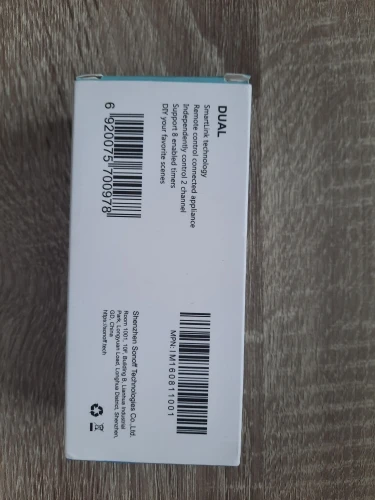 DUAL
SmartLink technology
Remote control connected appliance
Independently control 2 channel
Support 8 enabled timers
DIY your favorite scenes
6 920075 700978
MPN: IM160811001
Shenzhen Sonoff Technologies Co.,Ltd.
Room 1001, 10F, Building 8, Lianhua Industrial
Park, Longyuan Road, Longhua District, Shenzhen,
GD, China
https://sonoff.tech